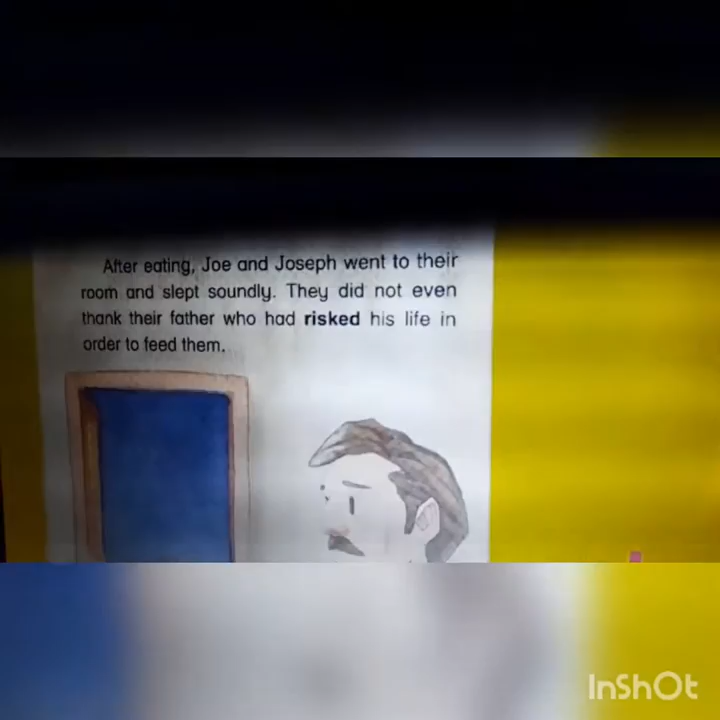 After eating, Joe and Joseph went to their
room and slept soundly. They did not even
thank their father who had risked his life in
order to feed them.
InShOt